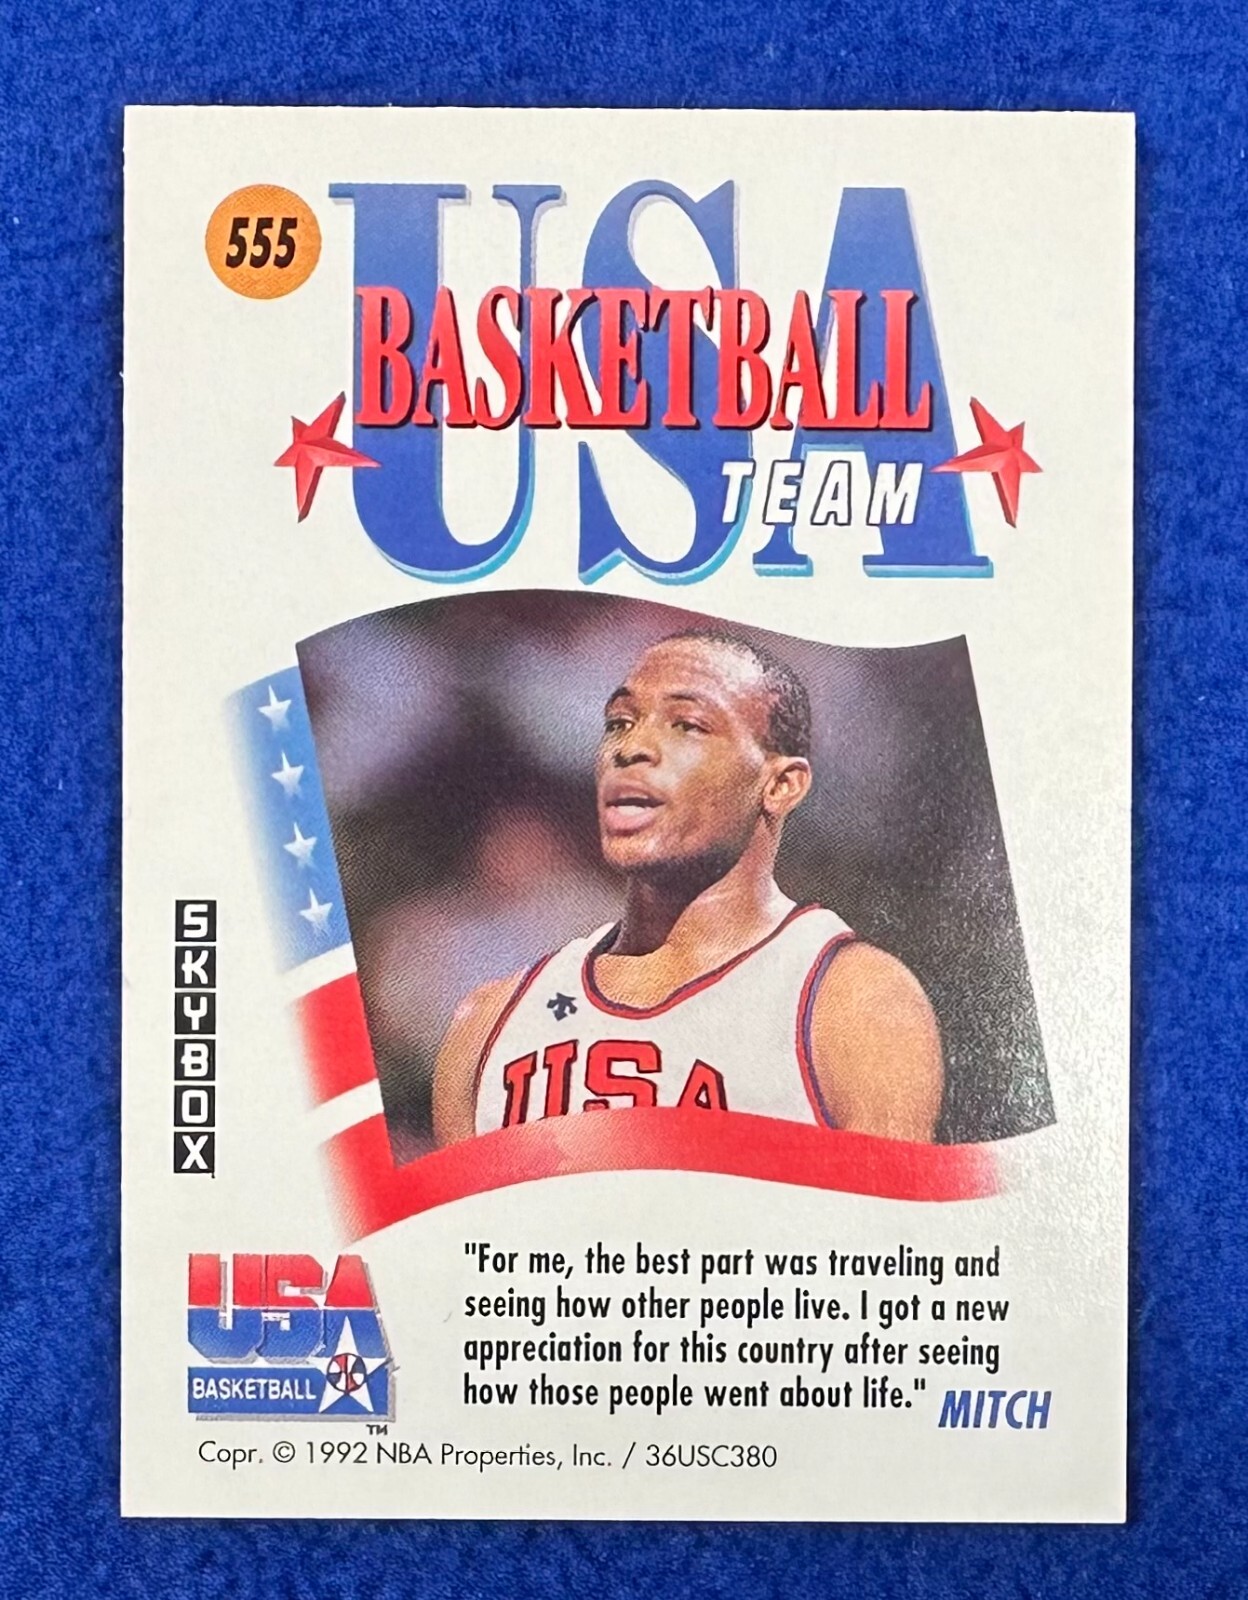 555
USA
BASKETBALL
TEAM
USA
SKYBOX
USA
BASKETBALL
TM
"For me, the best part was traveling and
seeing how other people live. I got a new
appreciation for this country after seeing
how those people went about life." MITCH
Copr. © 1992 NBA Properties, Inc. / 36USC380